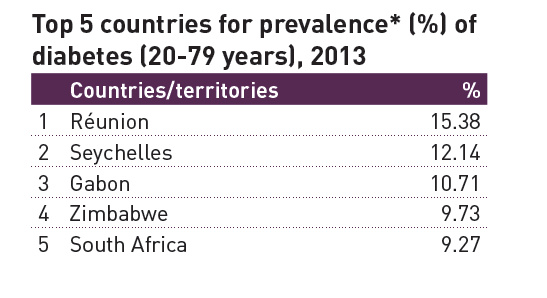 Top 5 countries for prevalence* (%) of
diabetes (20-79 years), 2013
Countries/territories %
1 Réunion 15.38
2 Seychelles 12.14
3 Gabon 10.71
4 Zimbabwe 9.73
5 South Africa 9.27